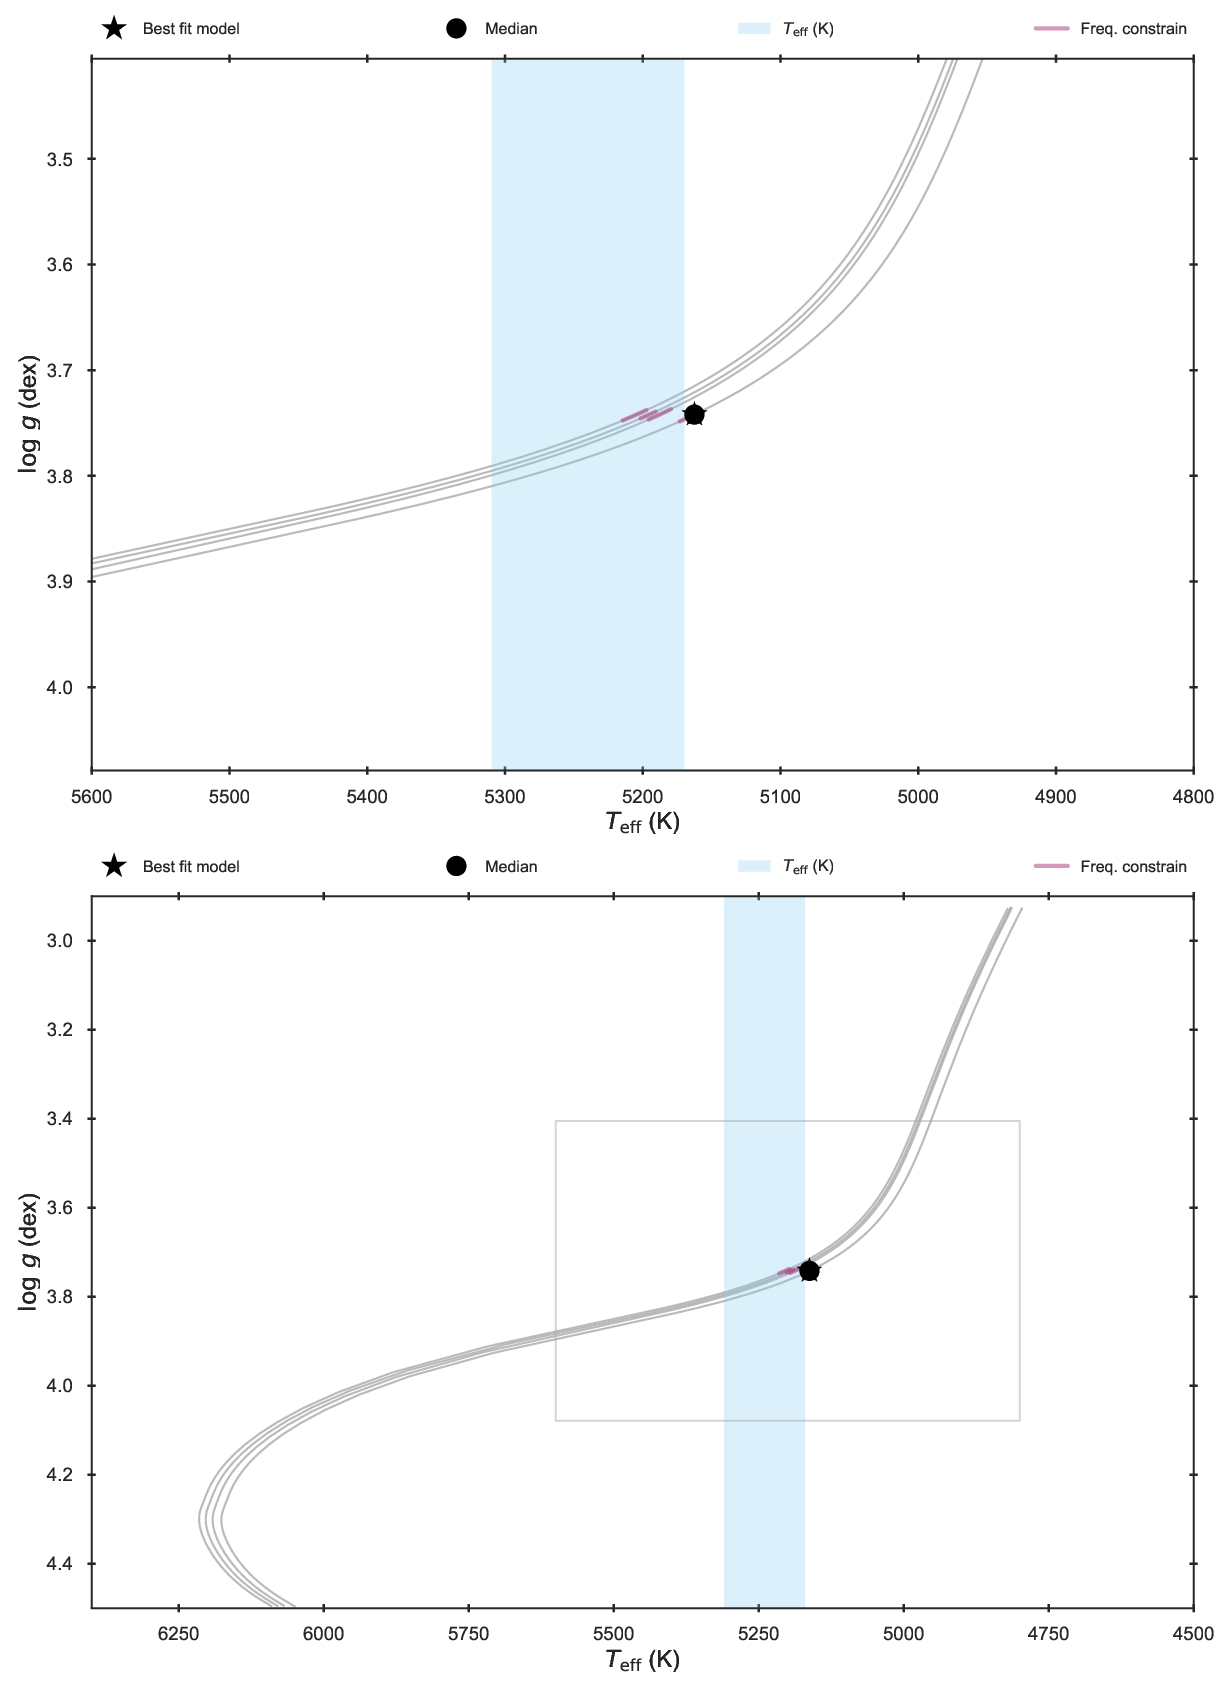 Best fit model Median Teff (K) Freq. constrain
3.5
3.6
3.7
3.8
3.9
4.0
log g (dex)
5600 5500 5400 5300 5200 5100 5000 4900 4800
Teff (K)
Best fit model Median Teff (K) Freq. constrain
3.0
3.2
3.4
3.6
3.8
4.0
4.2
4.4
log g (dex)
6250 6000 5750 5500 5250 5000 4750 4500
Teff (K)